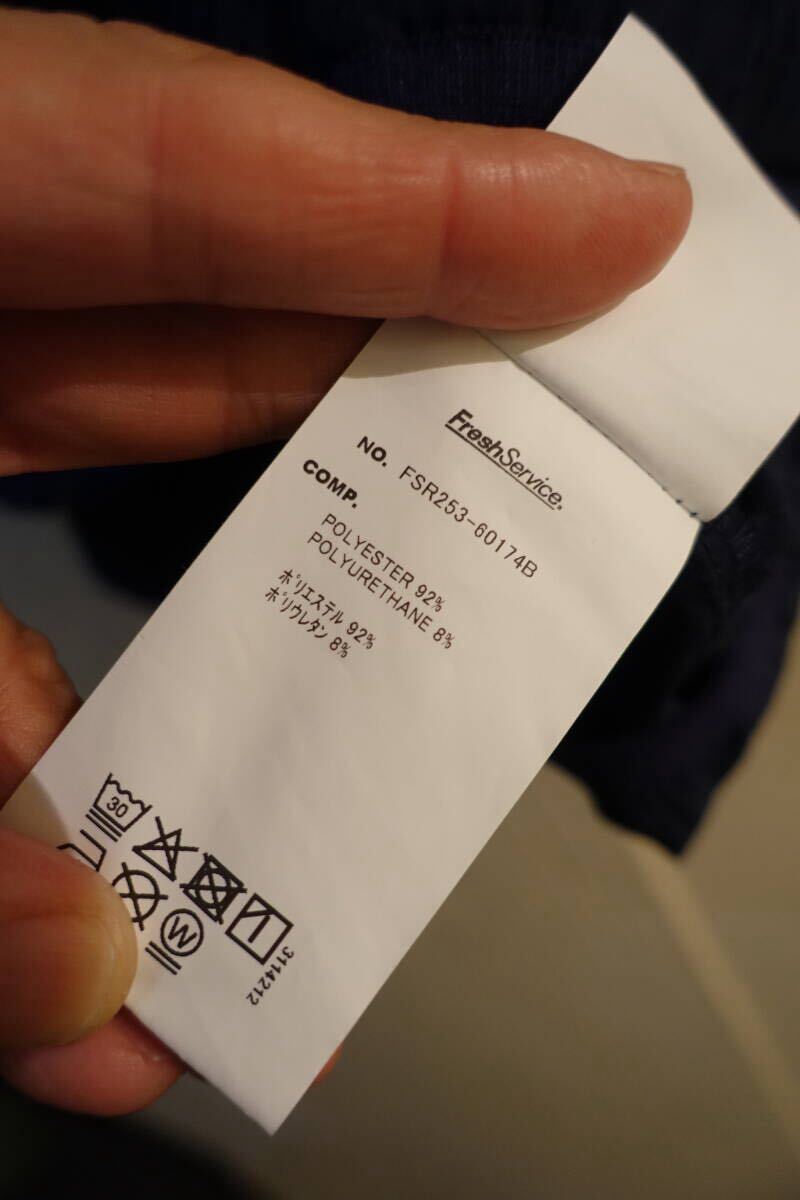 FreshService.
NO. FSR253-60174B
COMP.
POLYESTER 92%
POLYURETHANE 8%
ポリエステル 92%
ポリウレタン 8%
30
W
3114212